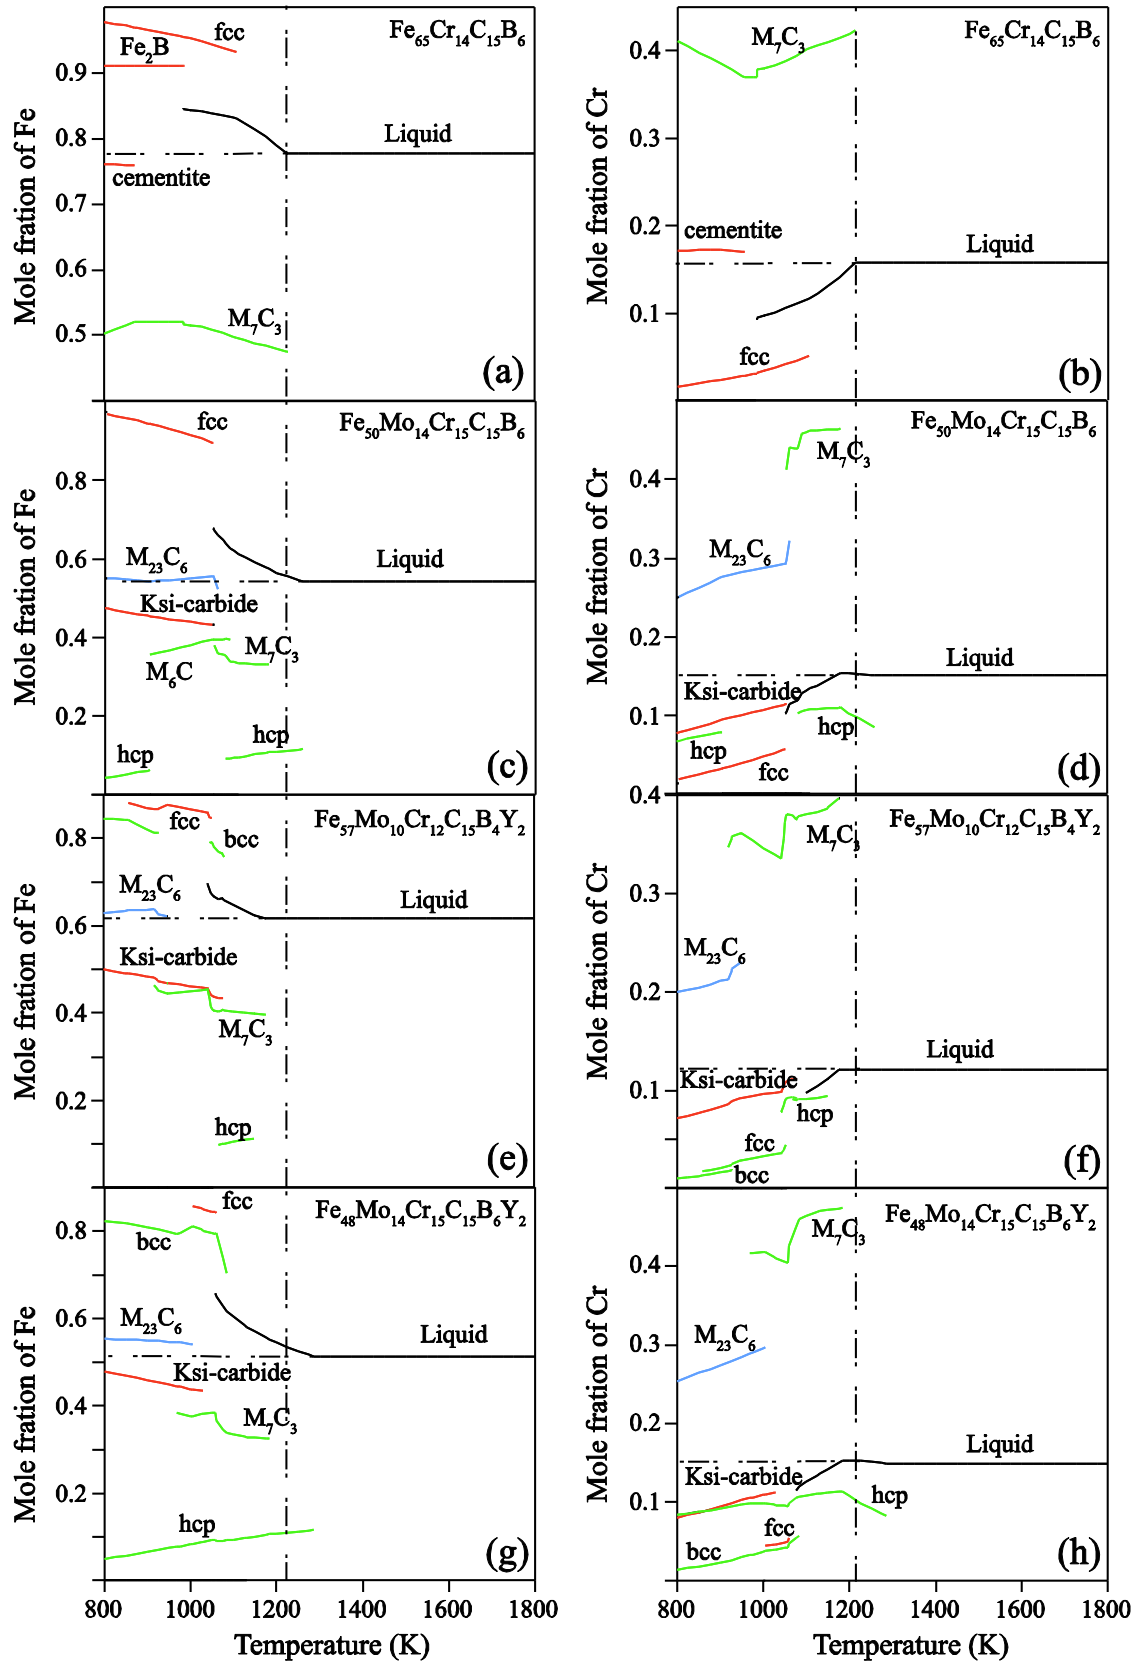 Fe65Cr14C15B6
fcc
Fe2B
0.9
0.8
Liquid
cementite
0.7
0.6
M7C3
0.5
(a)
Mole fration of Fe
Fe65Cr14C15B6
M7C3
0.4
0.3
cementite
0.2
Liquid
0.1
fcc
(b)
Mole fration of Cr
Fe50Mo14Cr15C15B6
fcc
0.8
0.6
M23C6
Liquid
Ksi-carbide
0.4
M7C3
M6C
0.2
hcp
hcp
(c)
Mole fration of Fe
Fe50Mo14Cr15C15B6
M7C3
0.4
M23C6
0.3
0.2
Liquid
Ksi-carbide
0.1
hcp
hcp
fcc
(d)
Mole fration of Cr
Fe57Mo10Cr12C15B4Y2
fcc
0.8
bcc
M23C6
Liquid
0.6
Ksi-carbide
0.4
M7C3
0.2
hcp
(e)
Mole fration of Fe
0.4
Fe57Mo10Cr12C15B4Y2
M7C3
0.3
M23C6
0.2
Liquid
Ksi-carbide
0.1
hcp
fcc
bcc
(f)
Mole fration of Cr
fcc
Fe48Mo14Cr15C15B6Y2
0.8
bcc
0.6
M23C6
Liquid
Ksi-carbide
0.4
M7C3
0.2
hcp
(g)
Mole fration of Fe
800 1000 1200 1400 1600 1800
Temperature (K)
Fe48Mo14Cr15C15B6Y2
M7C3
0.4
M23C6
0.3
0.2
Liquid
Ksi-carbide
0.1
hcp
fcc
bcc
(h)
Mole fration of Cr
800 1000 1200 1400 1600 1800
Temperature (K)